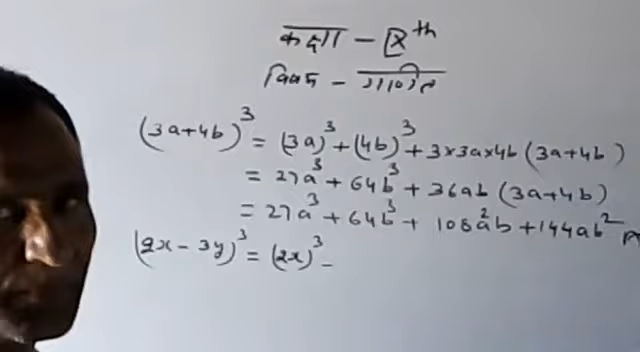 कक्षा - IXth
विषय - गणित
(3a+4b)³ = (3a)³ + (4b)³ + 3×3a×4b (3a+4b)
= 27a³ + 64b³ + 36ab (3a+4b)
= 27a³ + 64b³ + 108a²b + 144ab²
(2x - 3y)³ = (2x)³ -